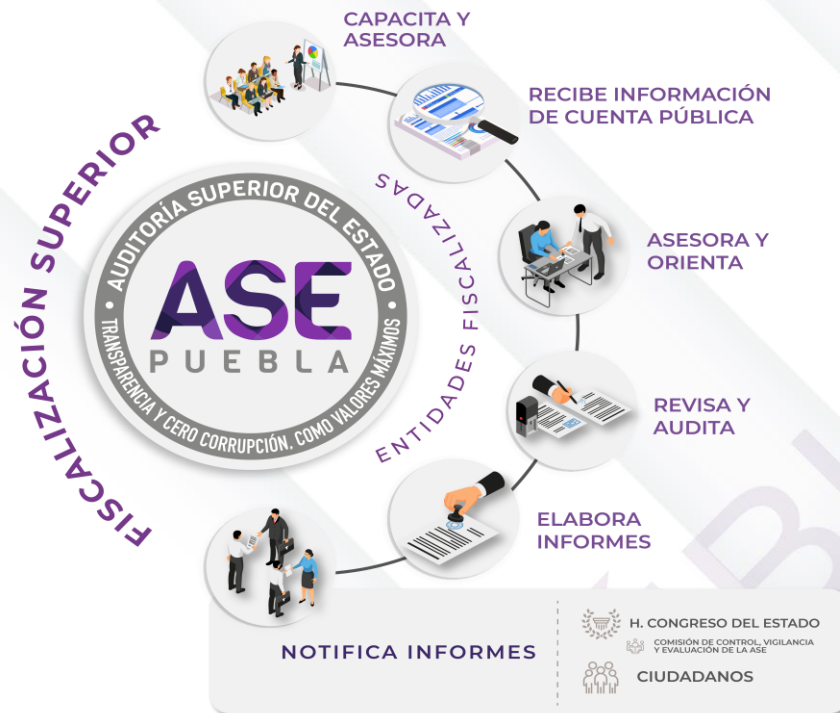 CAPACITA Y
ASESORA
RECIBE INFORMACIÓN
DE CUENTA PÚBLICA
FISCALIZACIÓN SUPERIOR
AUDITORÍA SUPERIOR DEL ESTADO
ASE
PUEBLA
TRANSPARENCIA Y CERO CORRUPCIÓN. COMO VALORES MÁXIMOS
ENTIDADES FISCALIZADAS
ASESORA Y
ORIENTA
REVISA Y
AUDITA
ELABORA
INFORMES
NOTIFICA INFORMES
H. CONGRESO DEL ESTADO
COMISIÓN DE CONTROL, VIGILANCIA
Y EVALUACIÓN DE LA ASE
CIUDADANOS